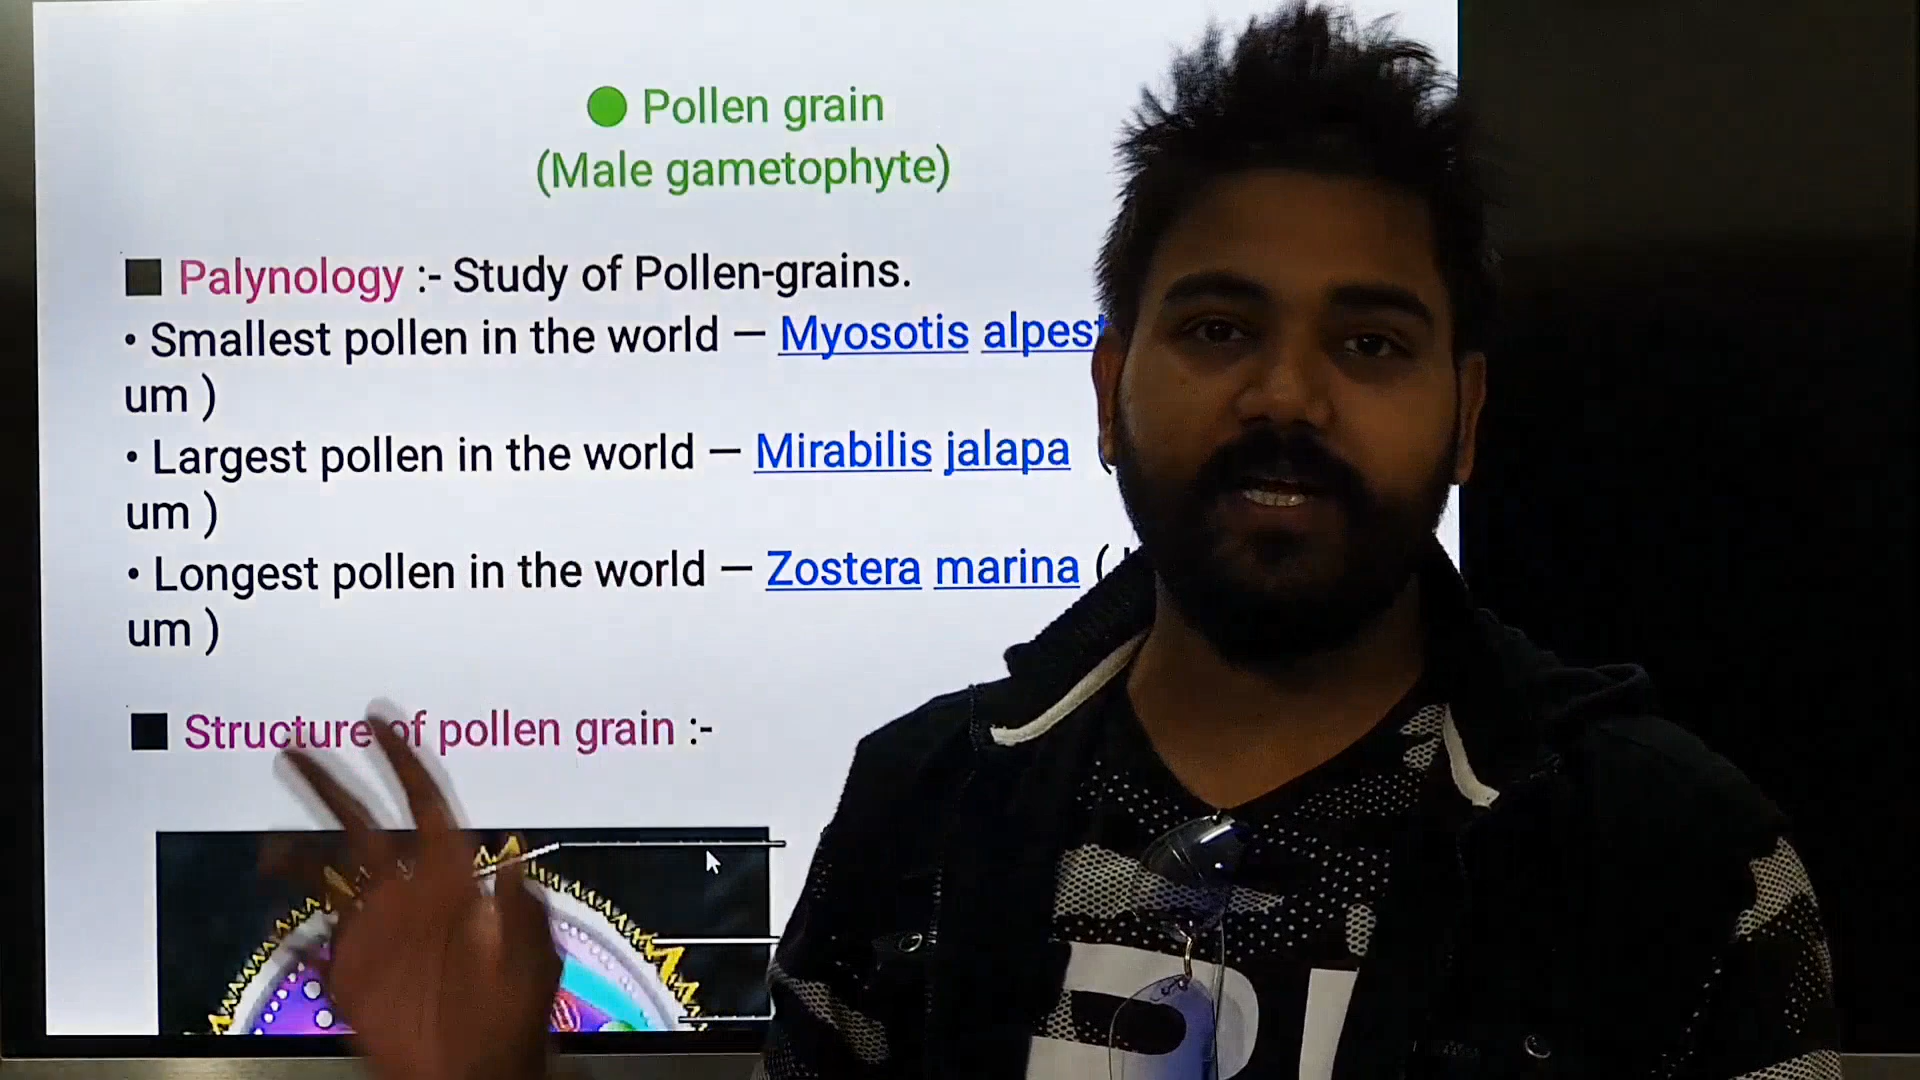 Pollen grain
(Male gametophyte)
Palynology :- Study of Pollen-grains.
• Smallest pollen in the world — Myosotis
um )
• Largest pollen in the world — Mirabilis jalapa (
um )
• Longest pollen in the world — Zostera marina (
um )
Structure of pollen grain :-